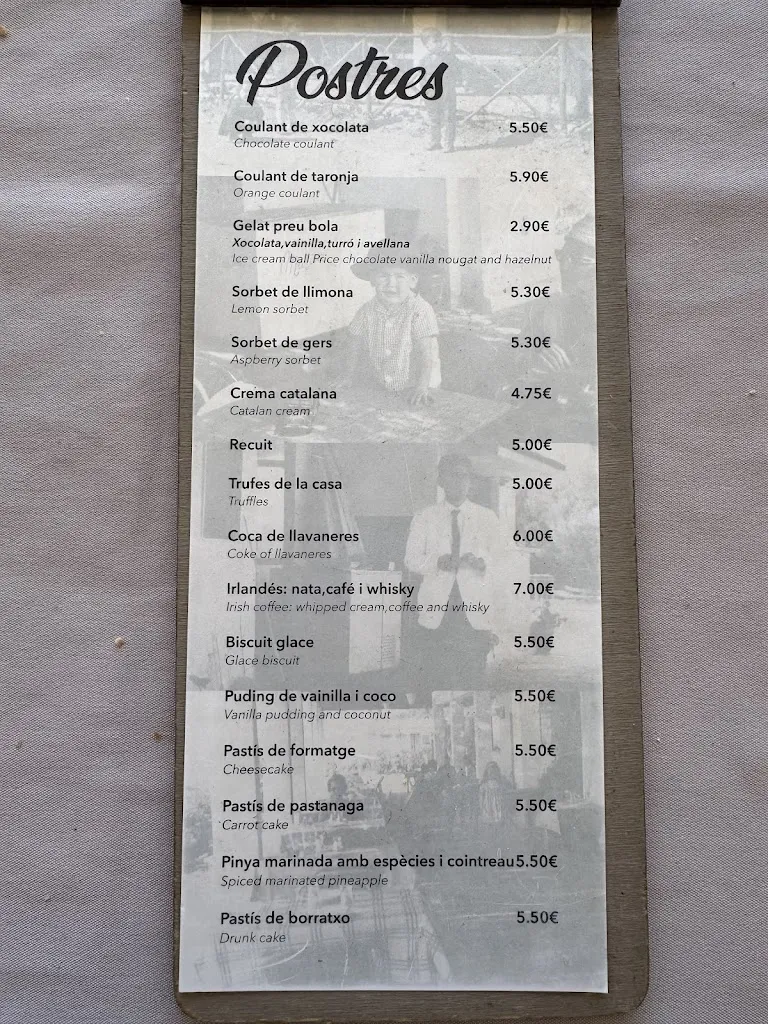 Postres
Coulant de xocolata 5.50€
Chocolate coulant
Coulant de taronja 5.90€
Orange coulant
Gelat preu bola 2.90€
Xocolata,vainilla,turró i avellana
Ice cream ball Price chocolate vanilla nougat and hazelnut
Sorbet de llimona 5.30€
Lemon sorbet
Sorbet de gers 5.30€
Aspberry sorbet
Crema catalana 4.75€
Catalan cream
Recuit 5.00€
Trufes de la casa 5.00€
Truffles
Coca de llavaneres 6.00€
Coke of llavaneres
Irlandés: nata,café i whisky 7.00€
Irish coffee: whipped cream,coffee and whisky
Biscuit glace 5.50€
Glace biscuit
Puding de vainilla i coco 5.50€
Vanilla pudding and coconut
Pastís de formatge 5.50€
Cheesecake
Pastís de pastanaga 5.50€
Carrot cake
Pinya marinada amb espècies i cointreau 5.50€
Spiced marinated pineapple
Pastís de borratxo 5.50€
Drunk cake